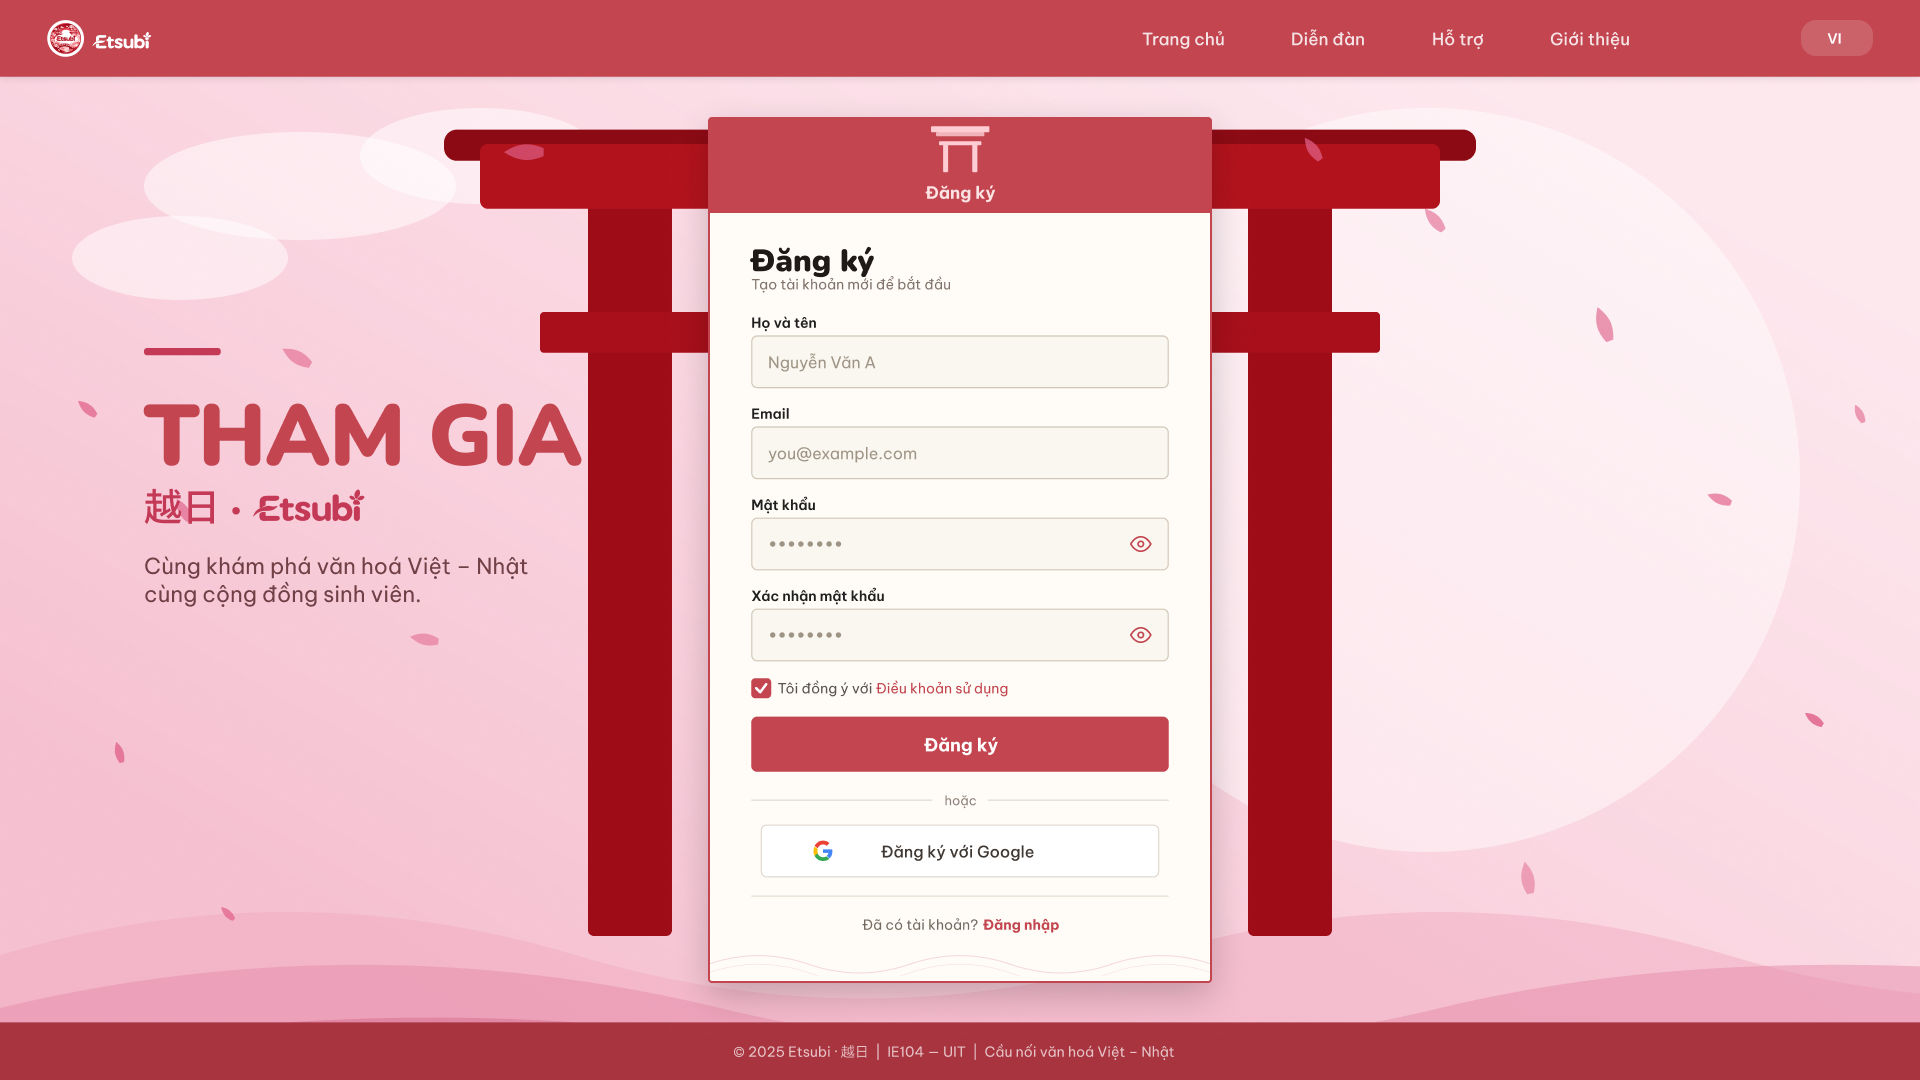 Etsubi
Etsubi
Trang chủ
Diễn đàn
Hỗ trợ
Giới thiệu
VI
THAM GIA
越日 · Etsubi
Cùng khám phá văn hoá Việt – Nhật
cùng cộng đồng sinh viên.
Đăng ký
Đăng ký
Tạo tài khoản mới để bắt đầu
Họ và tên
Nguyễn Văn A
Email
you@example.com
Mật khẩu
••••••••
Xác nhận mật khẩu
••••••••
Tôi đồng ý với Điều khoản sử dụng
Đăng ký
hoặc
Đăng ký với Google
Đã có tài khoản? Đăng nhập
© 2025 Etsubi · 越日 | IE104 — UIT | Cầu nối văn hoá Việt – Nhật